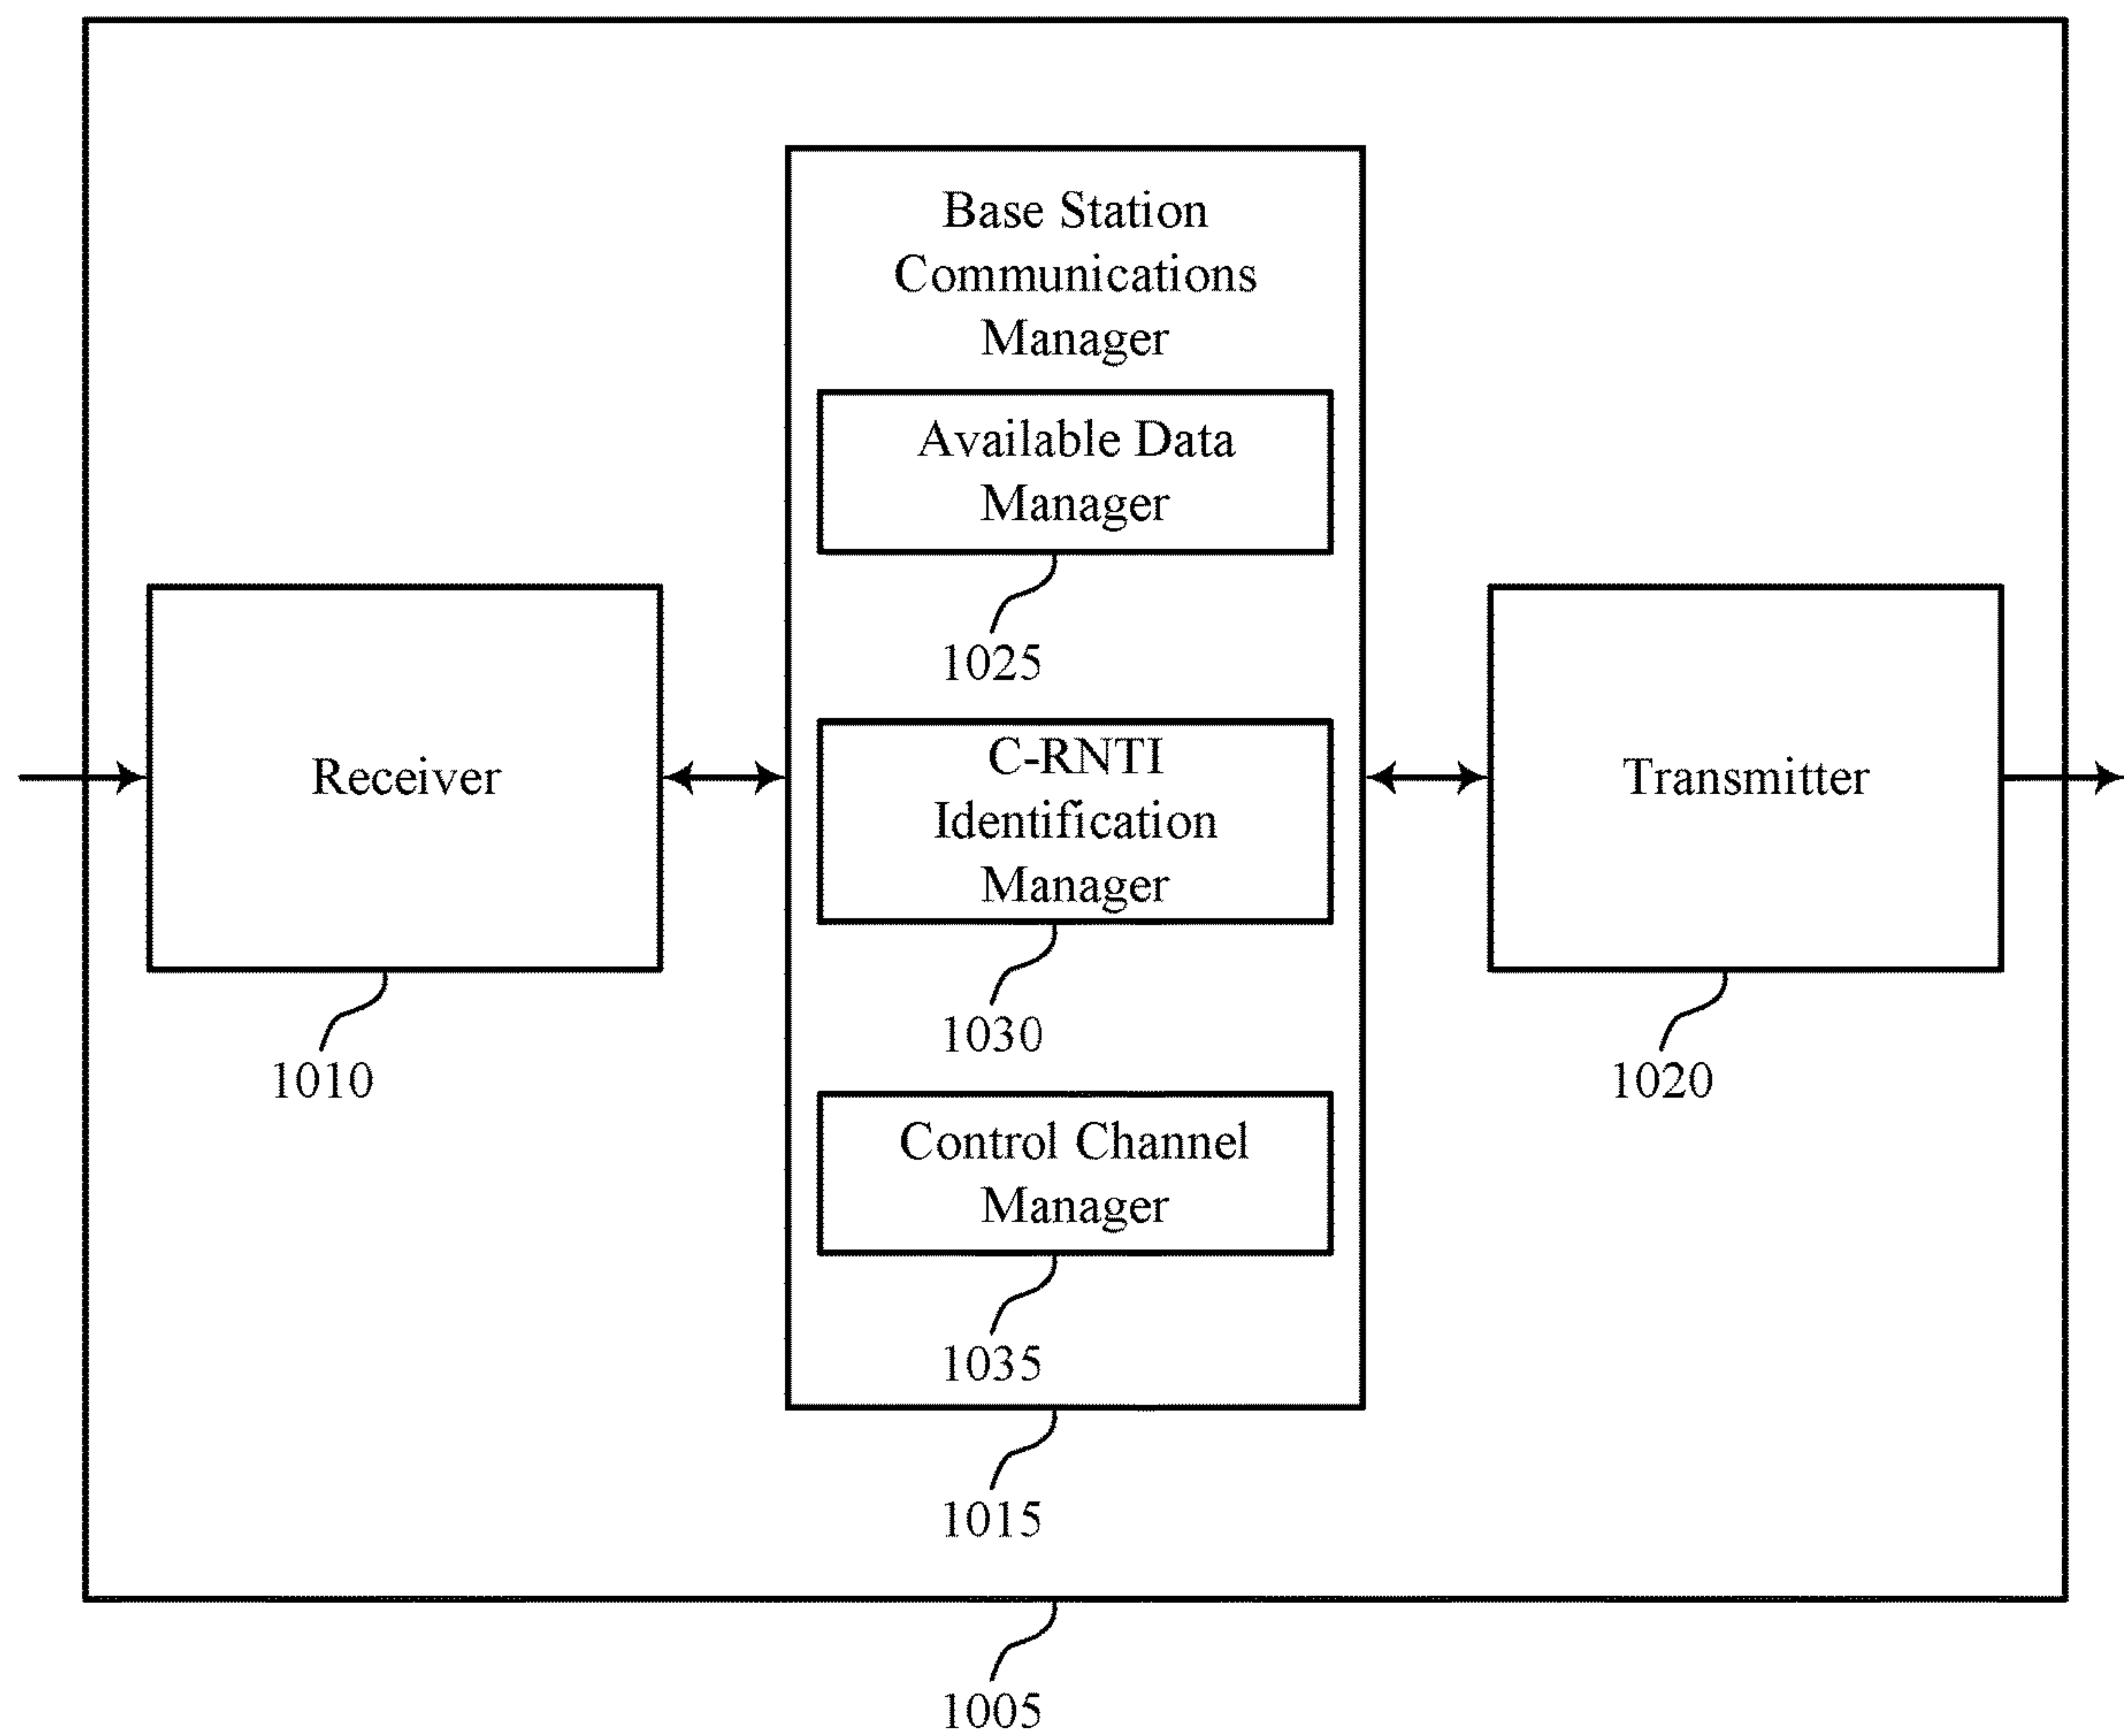 Base Station
Communications
Manager
Available Data
Manager
1025
Receiver
1010
C-RNTI
Identification
Manager
1030
Transmitter
1020
Control Channel
Manager
1035
1015
1005